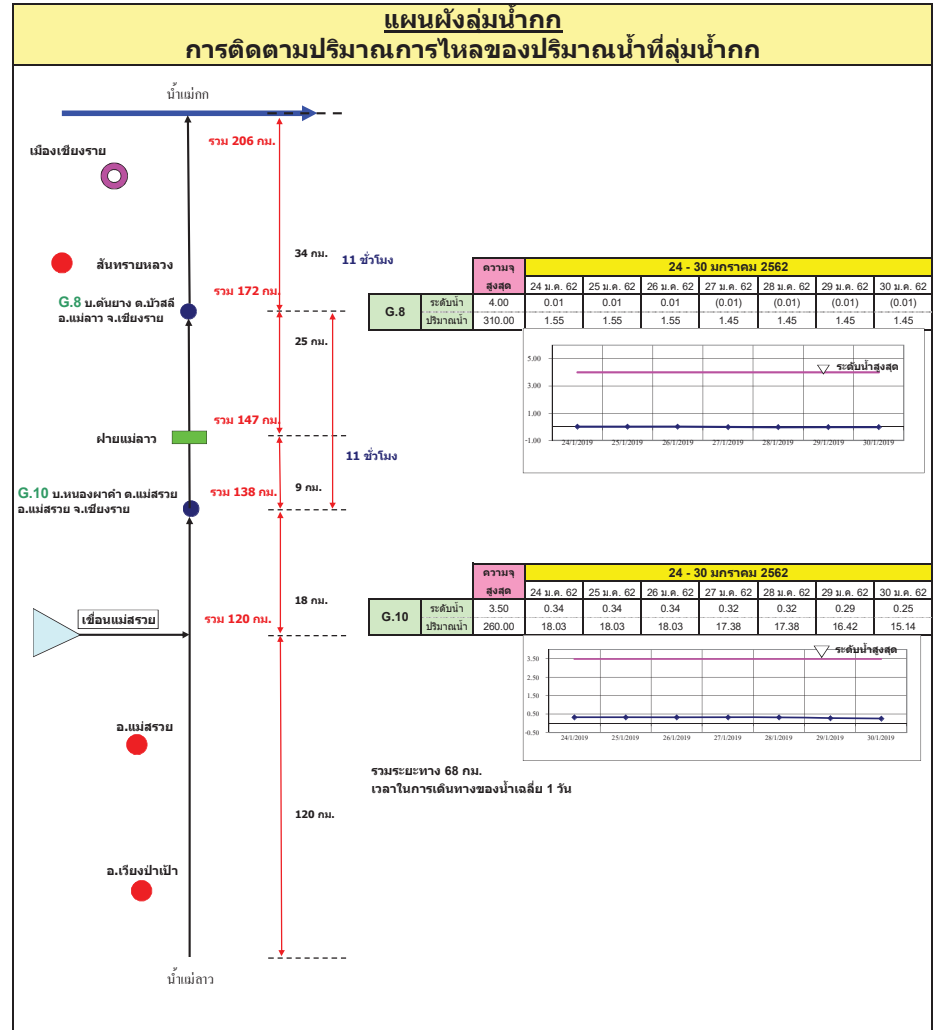 แผนผังลุ่มน้ำกก
การติดตามปริมาณการไหลของปริมาณน้ำที่ลุ่มน้ำกก
น้ำแม่กก
รวม 206 กม.
เมืองเชียงราย
34 กม.
11 ชั่วโมง
สันทรายหลวง
รวม 172 กม.
G.8 บ.ต้นยาง ต.บัวสลี
อ.แม่ลาว จ.เชียงราย
ความจุ 24 - 30 มกราคม 2562
สูงสุด 24 ม.ค. 62 25 ม.ค. 62 26 ม.ค. 62 27 ม.ค. 62 28 ม.ค. 62 29 ม.ค. 62 30 ม.ค. 62
G.8
ระดับน้ำ 4.00 0.01 0.01 0.01 (0.01) (0.01) (0.01) (0.01)
ปริมาณน้ำ 310.00 1.55 1.55 1.55 1.45 1.45 1.45 1.45
25 กม.
ระดับน้ำสูงสุด
5.00
3.00
1.00
-1.00
24/1/2019 25/1/2019 26/1/2019 27/1/2019 28/1/2019 29/1/2019 30/1/2019
รวม 147 กม.
ฝายแม่ลาว
11 ชั่วโมง
9 กม.
รวม 138 กม.
G.10 บ.หนองผาคำ ต.แม่สรวย
อ.แม่สรวย จ.เชียงราย
ความจุ 24 - 30 มกราคม 2562
สูงสุด 24 ม.ค. 62 25 ม.ค. 62 26 ม.ค. 62 27 ม.ค. 62 28 ม.ค. 62 29 ม.ค. 62 30 ม.ค. 62
G.10
ระดับน้ำ 3.50 0.34 0.34 0.34 0.32 0.32 0.29 0.25
ปริมาณน้ำ 260.00 18.03 18.03 18.03 17.38 17.38 16.42 15.14
18 กม.
เขื่อนแม่สรวย
รวม 120 กม.
ระดับน้ำสูงสุด
3.50
2.50
1.50
0.50
-0.50
24/1/2019 25/1/2019 26/1/2019 27/1/2019 28/1/2019 29/1/2019 30/1/2019
อ.แม่สรวย
รวมระยะทาง 68 กม.
เวลาในการเดินทางของน้ำเฉลี่ย 1 วัน
120 กม.
อ.เวียงป่าเป้า
น้ำแม่ลาว